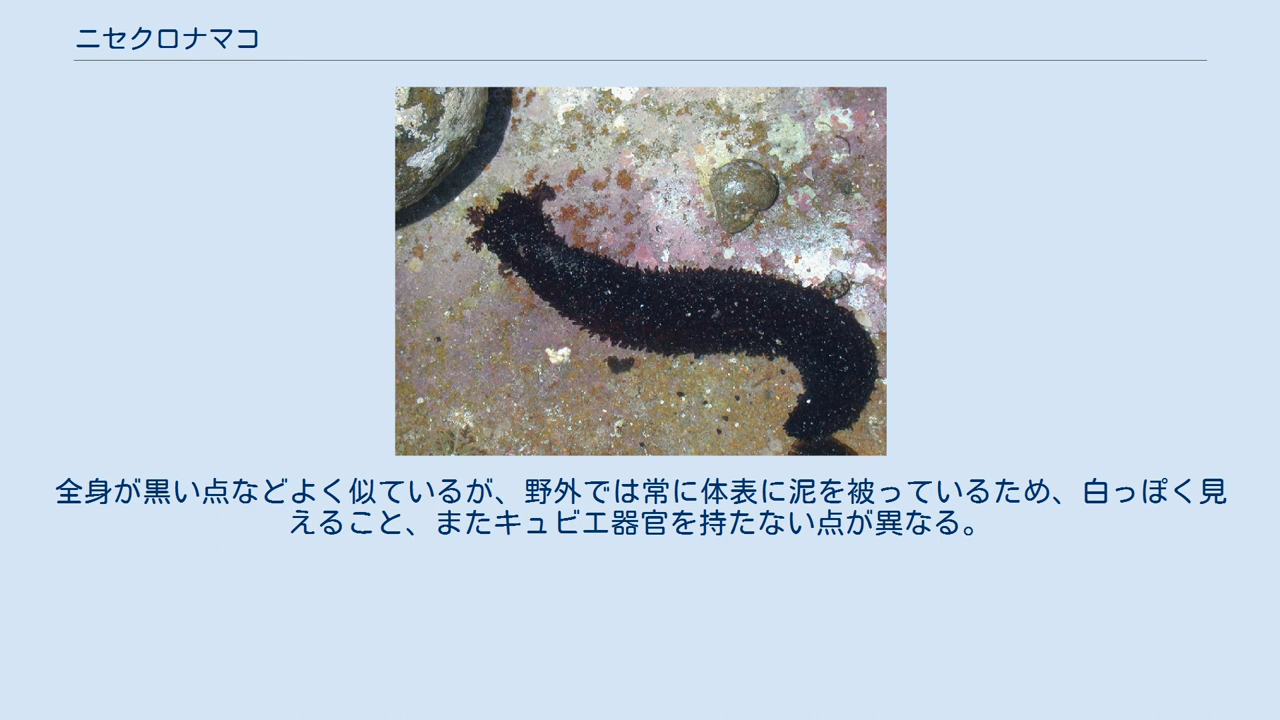 ニセクロナマコ
全身が黒い点などよく似ているが、野外では常に体表に泥を被っているため、白っぽく見
えること、またキュビエ器官を持たない点が異なる。